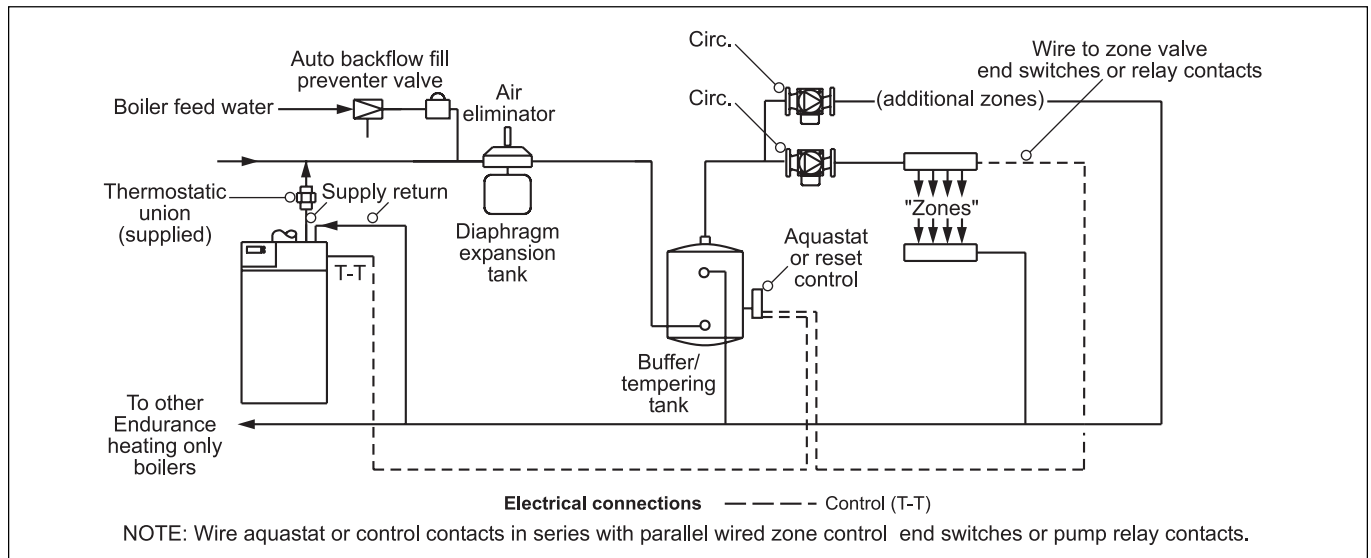 Circ.
Wire to zone valve
end switches or relay contacts
Auto backflow fill
preventer valve
Boiler feed water
Air
eliminator
Circ.
(additional zones)
Thermostatic
union
(supplied)
Supply return
"Zones"
Diaphragm
expansion
tank
Aquastat
or reset
control
T-T
Buffer/
tempering
tank
To other
Endurance
heating only
boilers
Electrical connections
Control (T-T)
NOTE: Wire aquastat or control contacts in series with parallel wired zone control end switches or pump relay contacts.